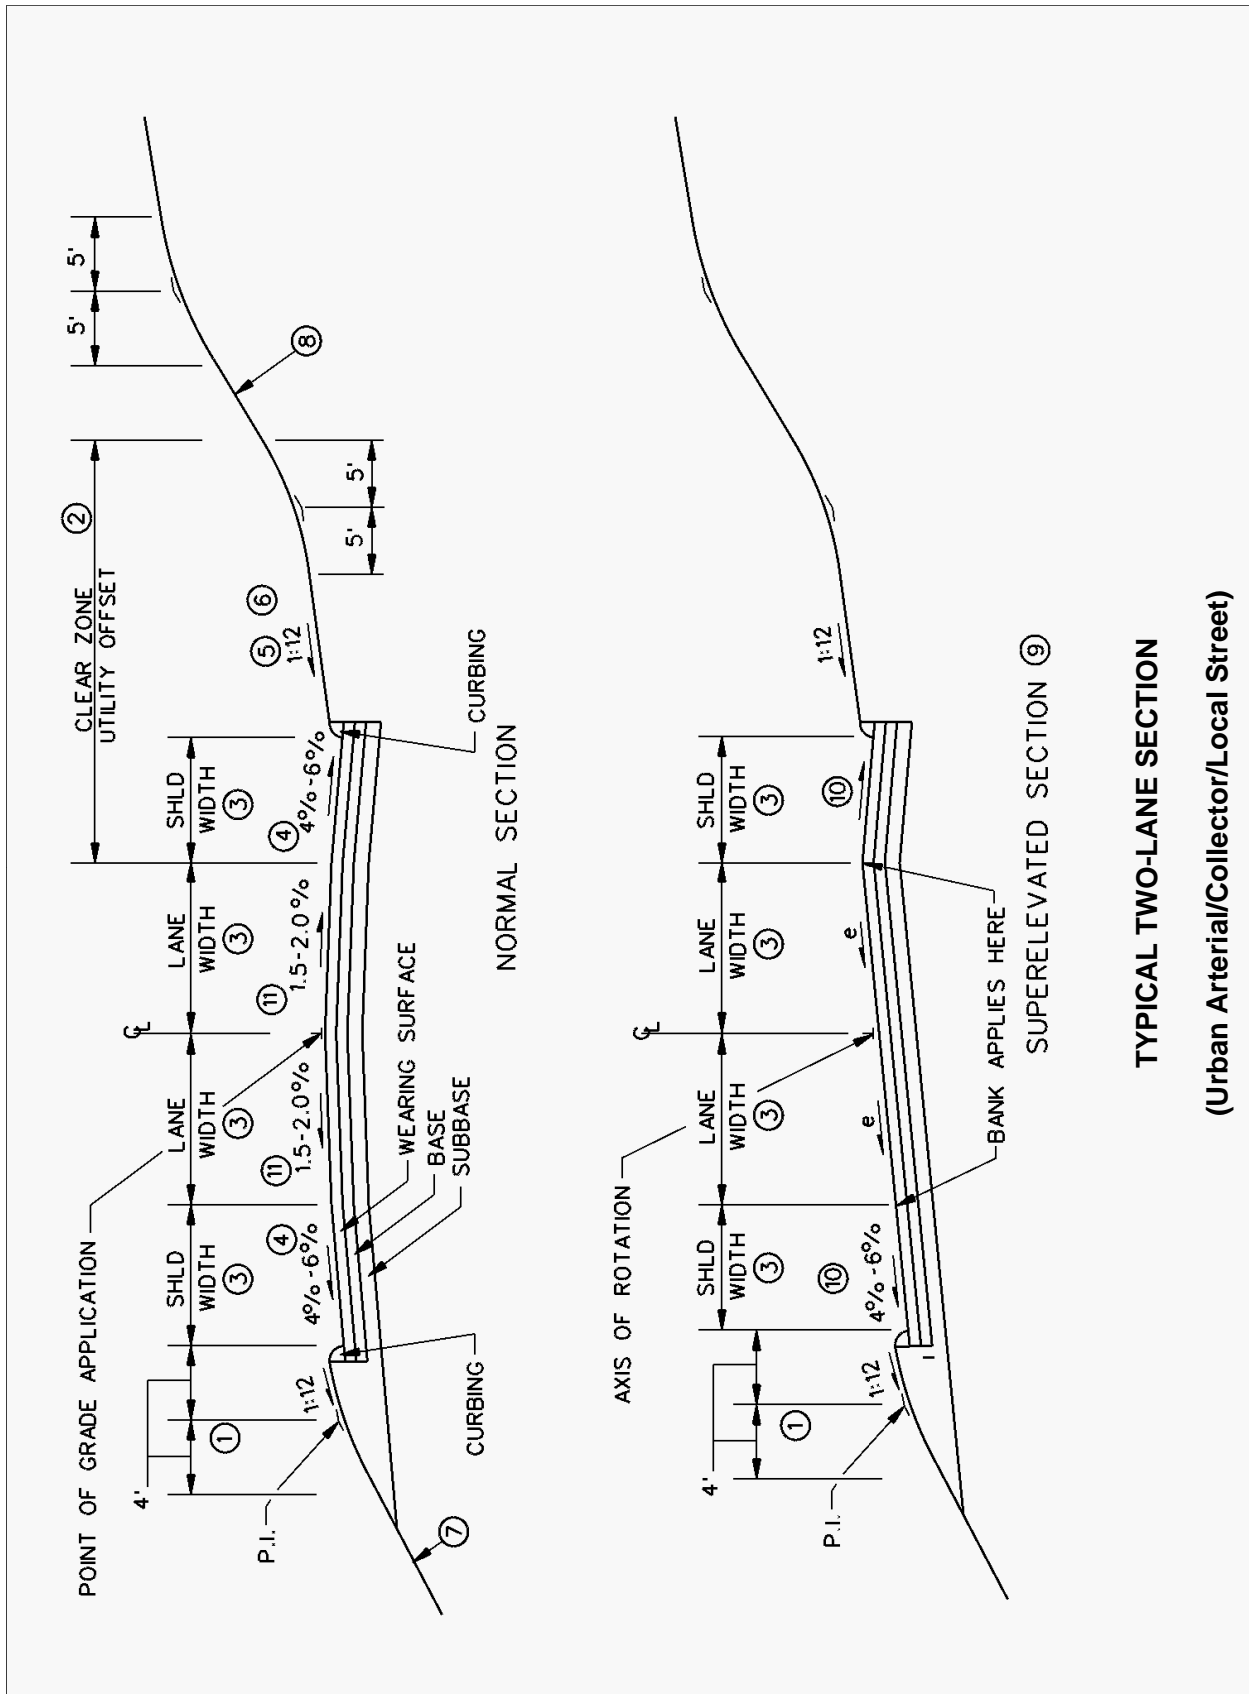 CLEAR ZONE ②
UTILITY OFFSET
5'
5'
POINT OF GRADE APPLICATION
4'
①
SHLD
WIDTH
③
LANE
WIDTH
③
℄
LANE
WIDTH
③
SHLD
WIDTH
③
P.I.
1:12
④
4%-6%
⑪
1.5-2.0%
⑪
1.5-2.0%
④
4%-6%
⑤
⑥
1:12
⑧
5'
5'
⑦
CURBING
WEARING SURFACE
BASE
SUBBASE
CURBING
NORMAL SECTION
AXIS OF ROTATION
4'
①
SHLD
WIDTH
③
LANE
WIDTH
③
℄
LANE
WIDTH
③
SHLD
WIDTH
③
P.I.
1:12
⑩
4%-6%
e
e
⑩
1:12
BANK APPLIES HERE
SUPERELEVATED SECTION ⑨
TYPICAL TWO-LANE SECTION
(Urban Arterial/Collector/Local Street)